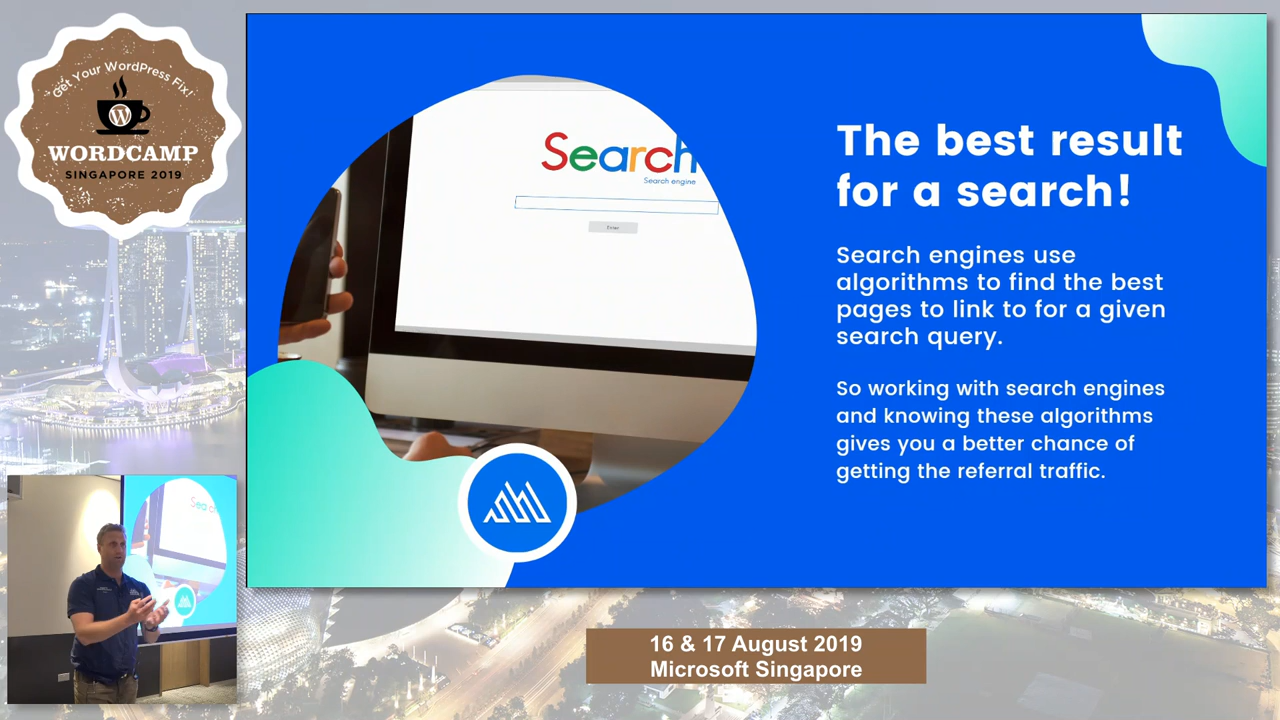 Get Your WordPress Fix!
W
WORDCAMP
SINGAPORE 2019
Search
Search engine
Enter
The best result
for a search!
Search engines use
algorithms to find the best
pages to link to for a given
search query.
So working with search engines
and knowing these algorithms
gives you a better chance of
getting the referral traffic.
16 & 17 August 2019
Microsoft Singapore